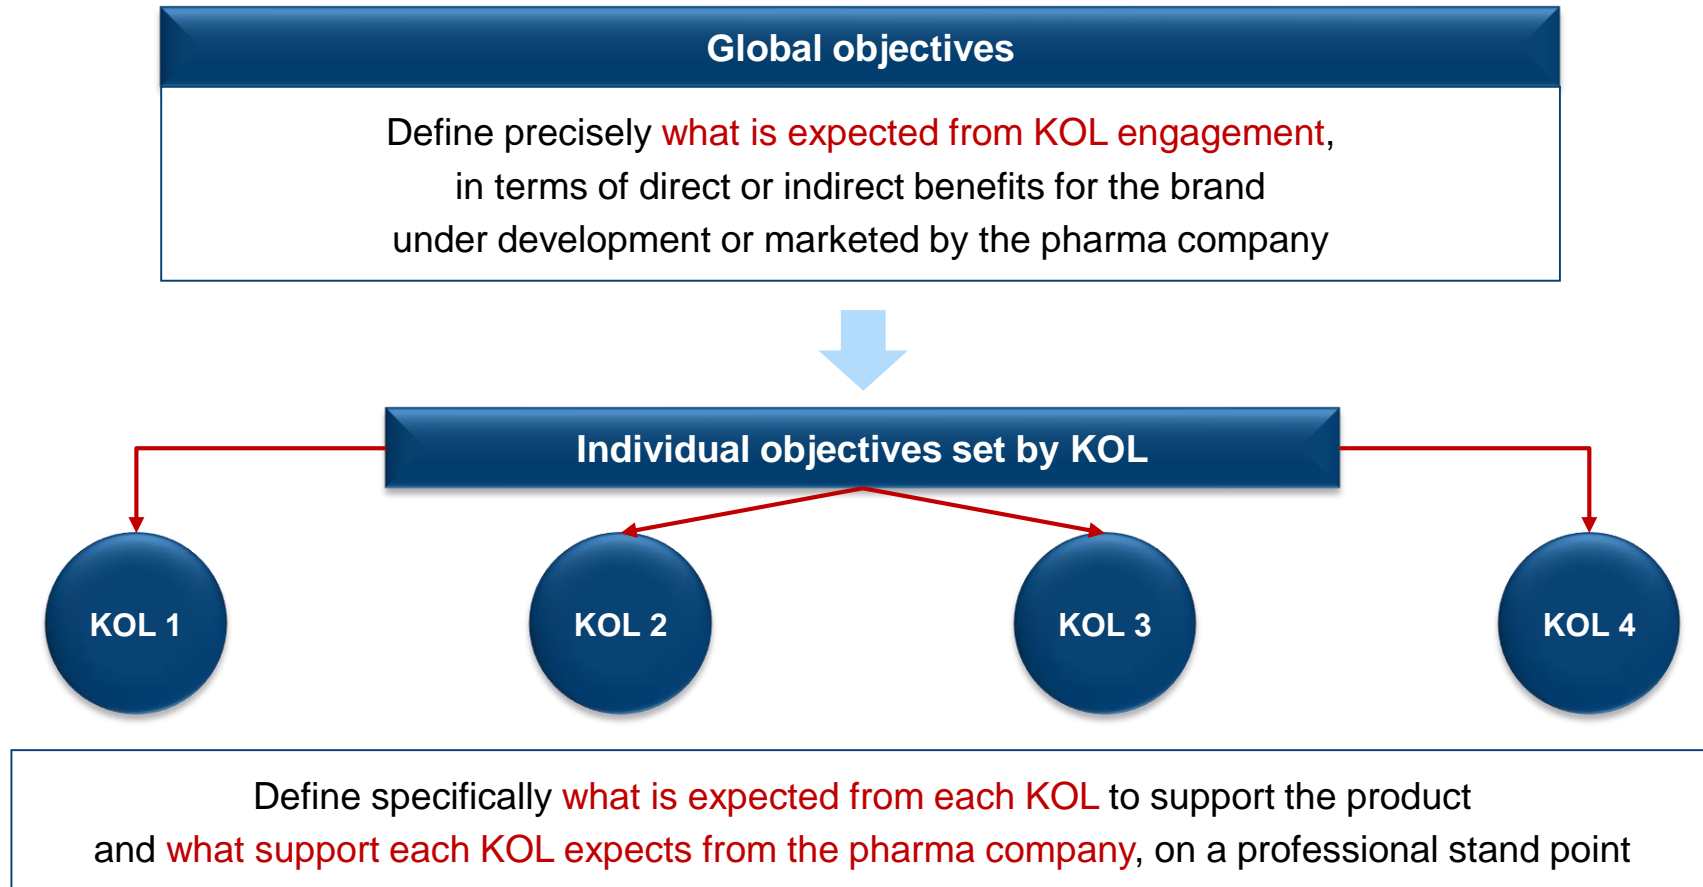 Global objectives
Define precisely what is expected from KOL engagement,
in terms of direct or indirect benefits for the brand
under development or marketed by the pharma company
Individual objectives set by KOL
KOL 1
KOL 2
KOL 3
KOL 4
Define specifically what is expected from each KOL to support the product
and what support each KOL expects from the pharma company, on a professional stand point